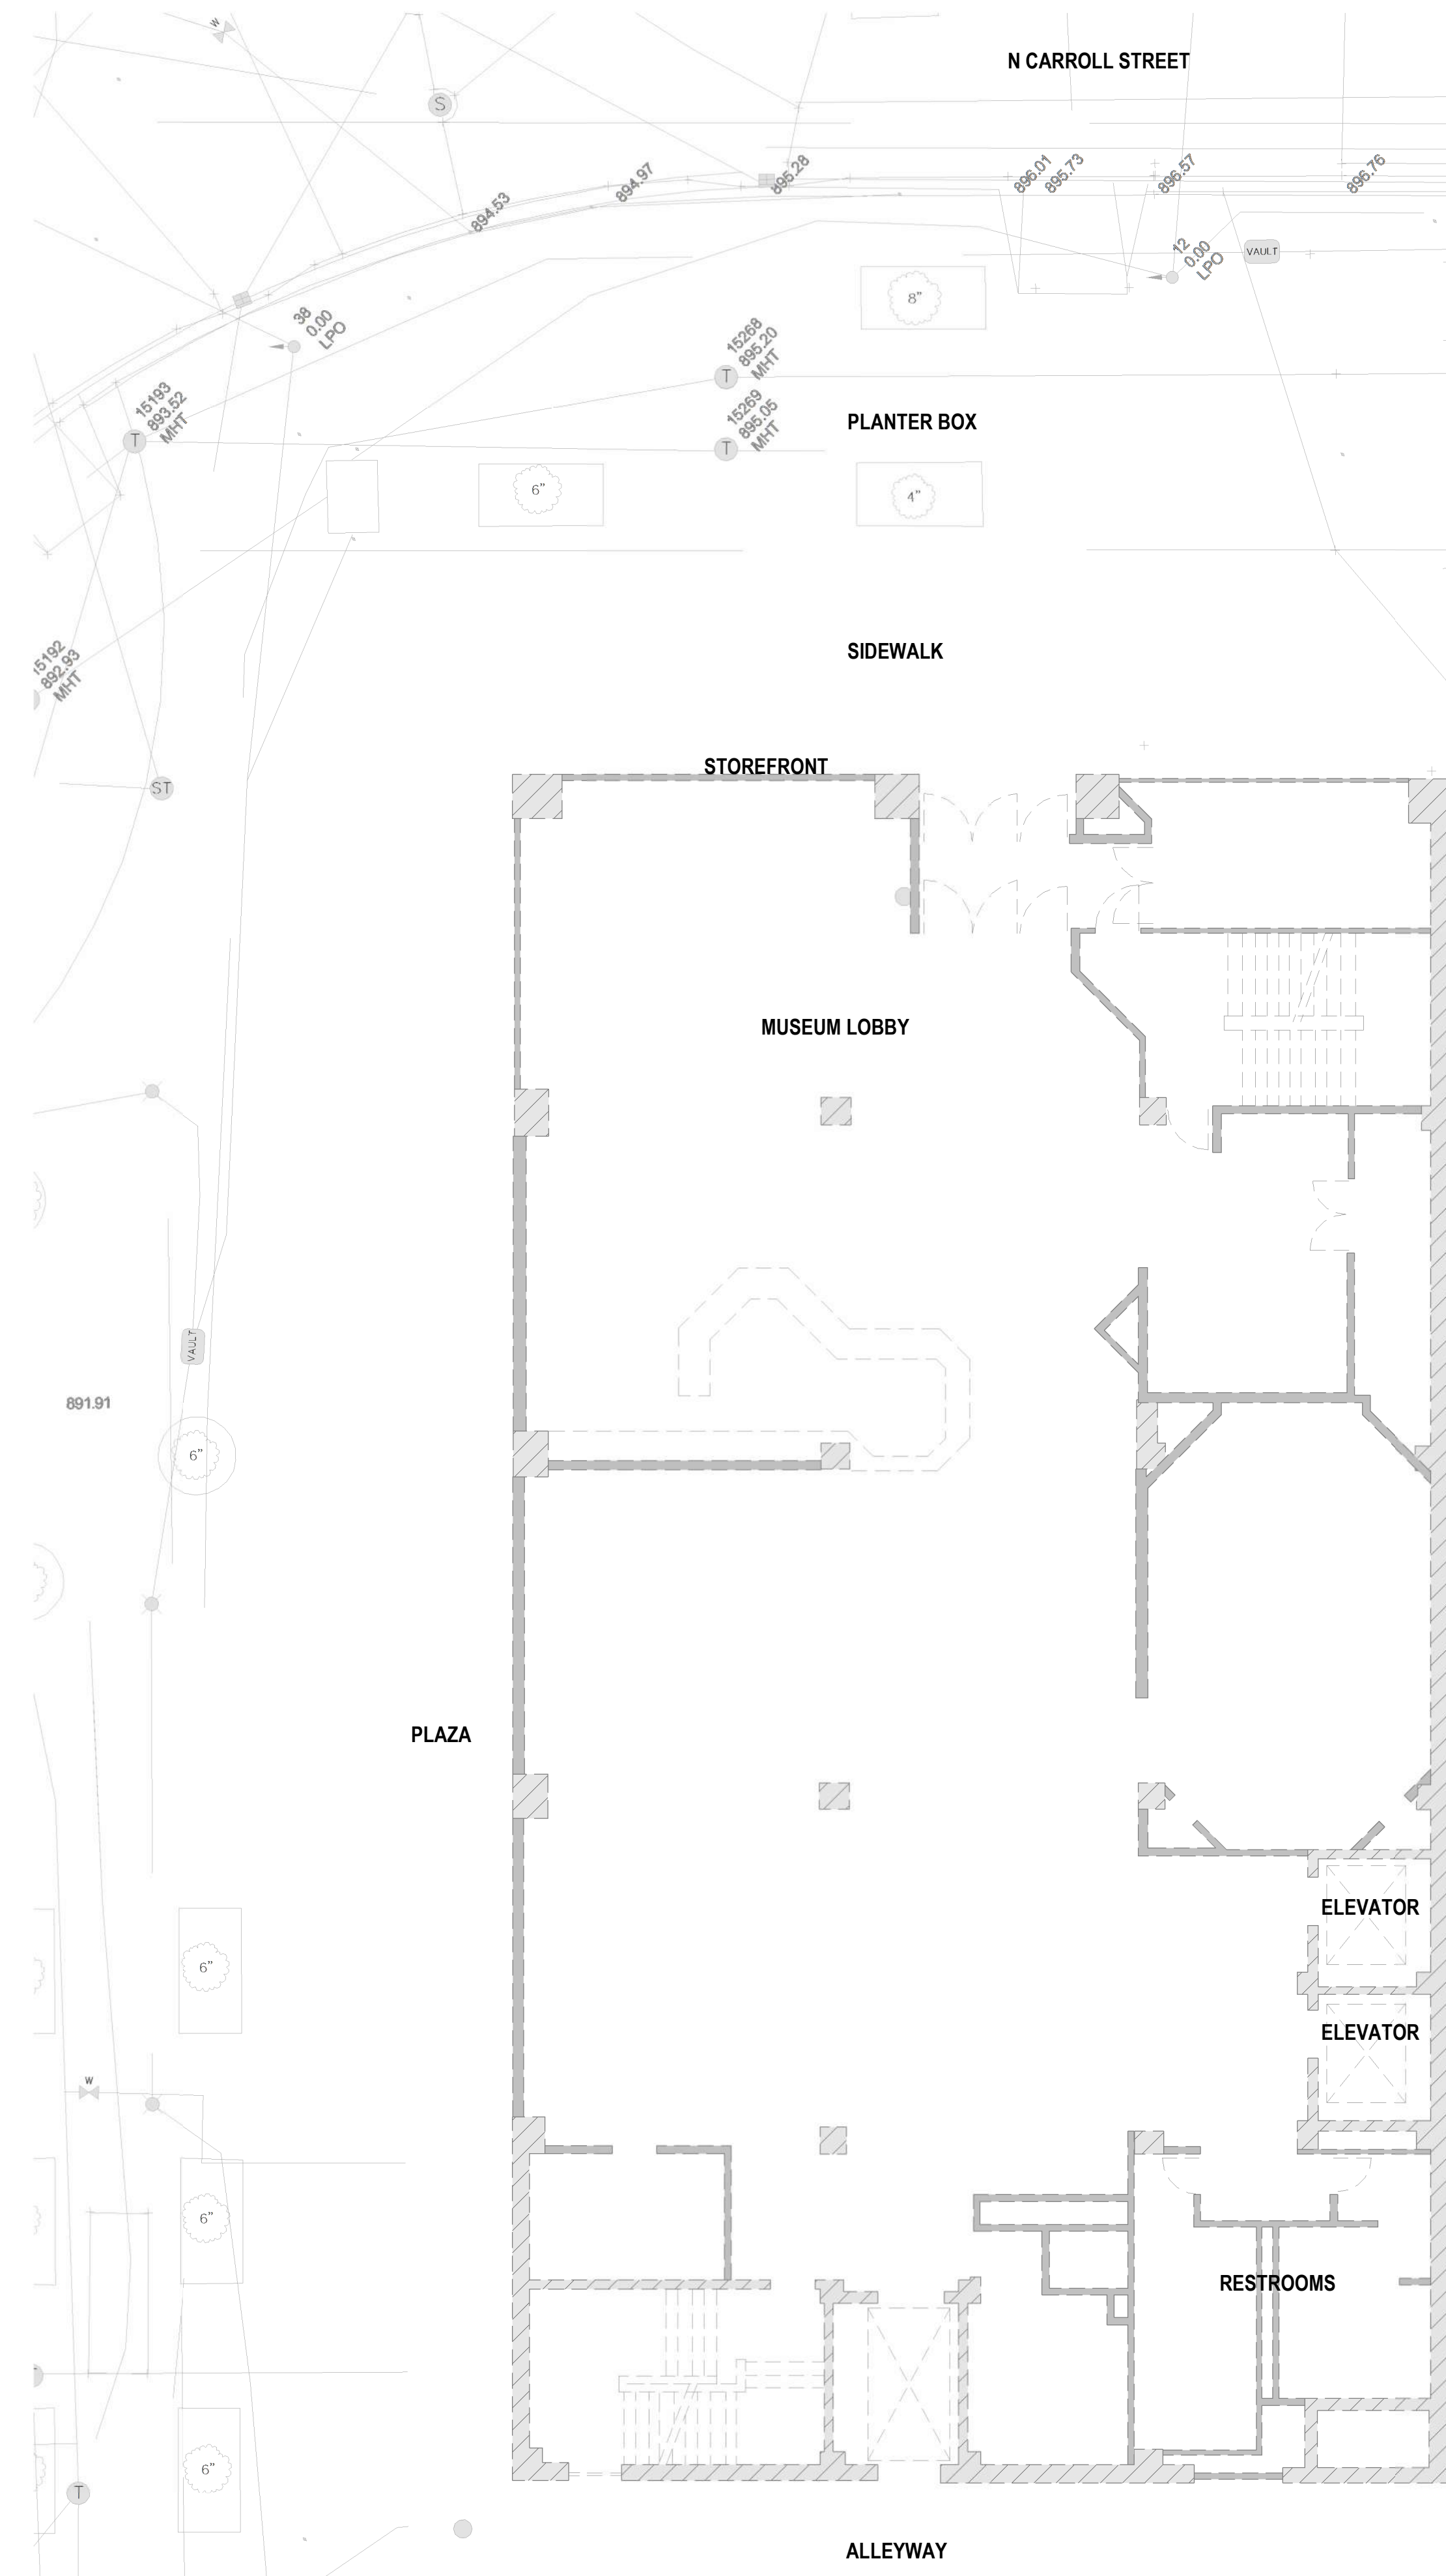 W
N CARROLL STREET
S
894.53
894.97
895.28
896.01
895.73
896.57
896.76
12
0.00
LPO
VAULT
8"
38
0.00
LPO
15268
895.20
MHT
T
15193
893.52
MHT
T
15269
895.05
MHT
T
PLANTER BOX
6"
4"
SIDEWALK
15192
892.93
MHT
STOREFRONT
ST
MUSEUM LOBBY
VAULT
891.91
6"
PLAZA
ELEVATOR
6"
ELEVATOR
W
6"
RESTROOMS
6"
T
ALLEYWAY